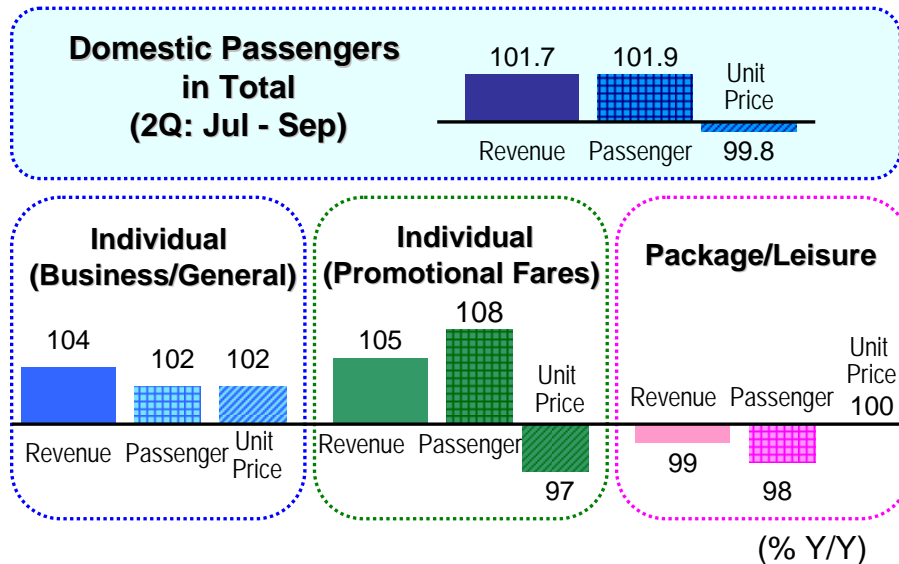 Domestic Passengers
in Total
(2Q: Jul - Sep)
101.7
101.9
Unit
Price
Revenue
Passenger
99.8
Individual
(Business/General)
104
102
102
Revenue
Passenger
Unit
Price
Individual
(Promotional Fares)
105
108
Unit
Price
Revenue
Passenger
97
Package/Leisure
Revenue
Passenger
Unit
Price
100
99
98
(% Y/Y)